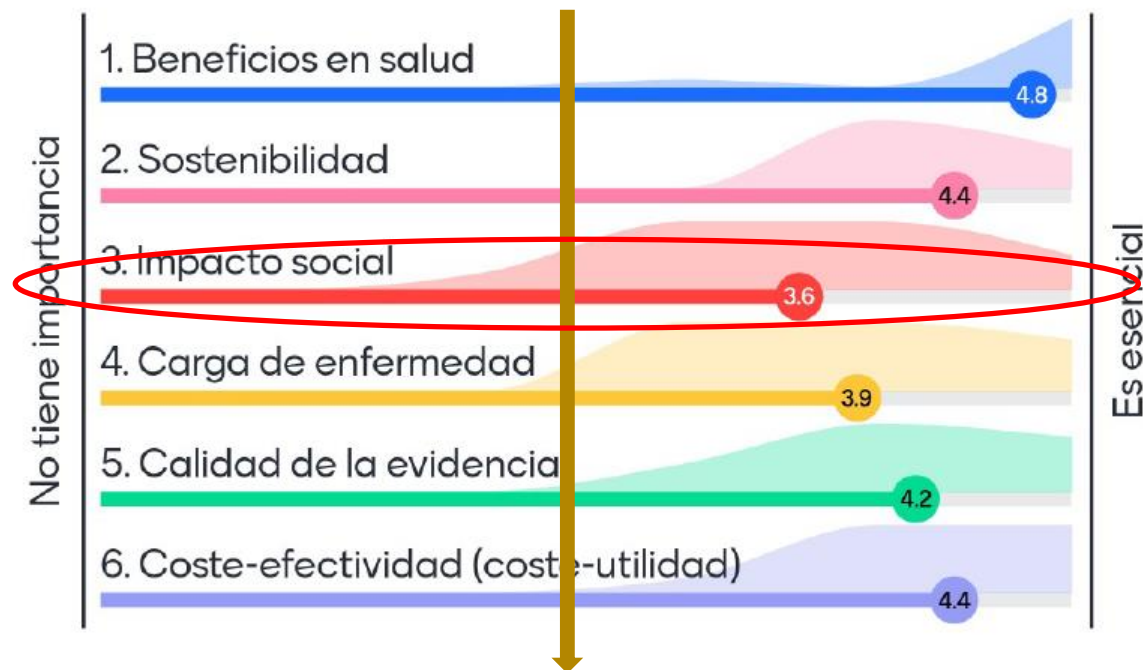 No tiene importancia
1. Beneficios en salud
4.8
2. Sostenibilidad
4.4
3. Impacto social
3.6
4. Carga de enfermedad
3.9
5. Calidad de la evidencia
4.2
6. Coste-efectividad (coste-utilidad)
4.4
Es esencial